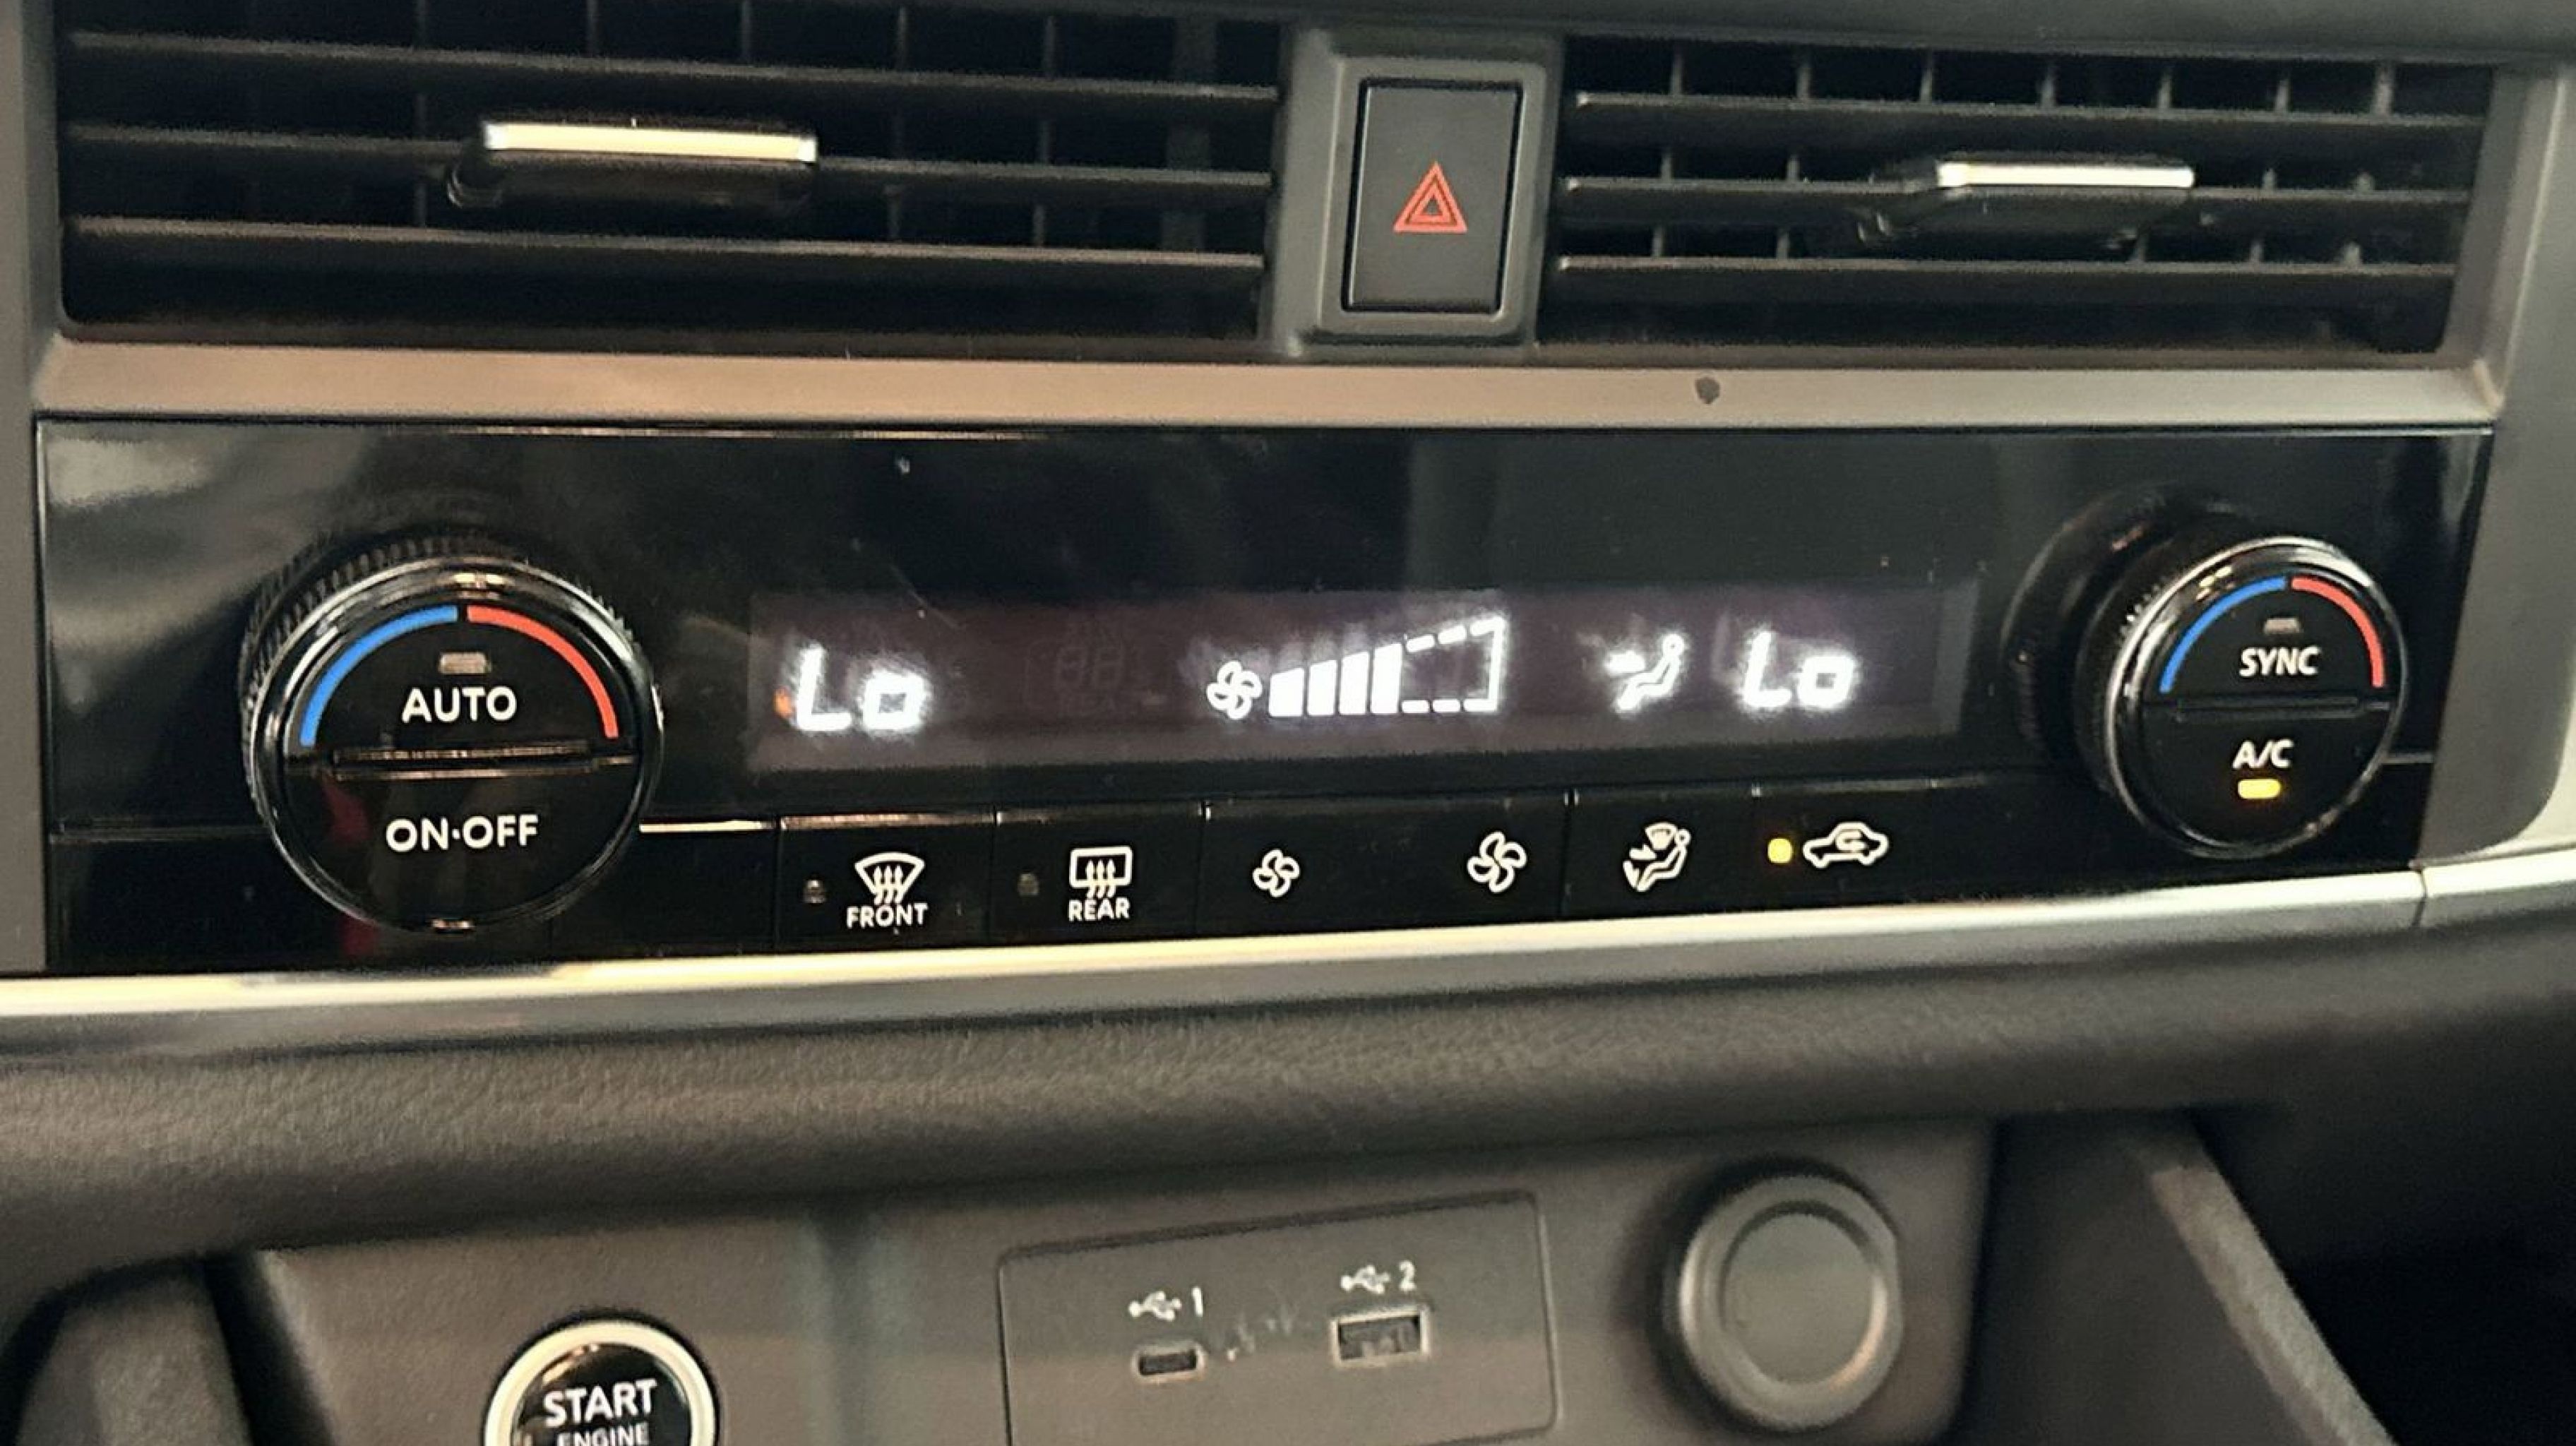 Lo
Lo
AUTO
SYNC
A/C
ON·OFF
FRONT
REAR
1
2
START
ENGINE